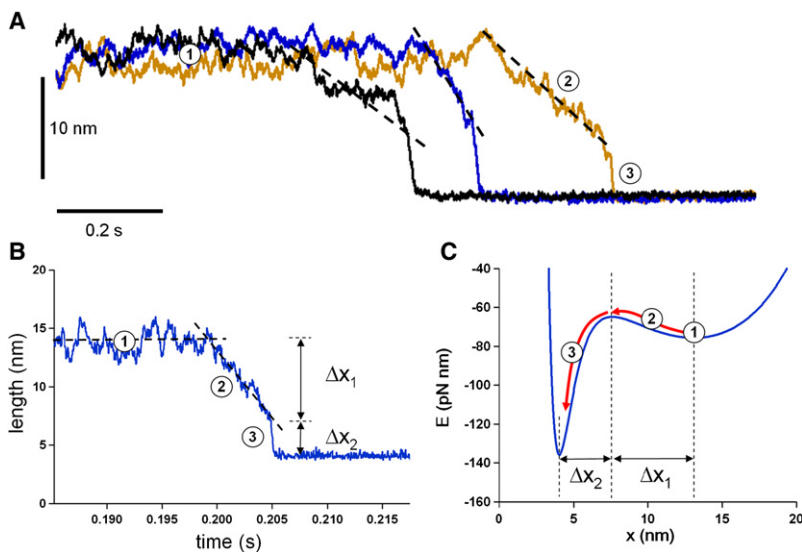 A
1
2
3
10 nm
0.2 s
B
20
15
10
5
0
length (nm)
1
2
3
Δx1
Δx2
0.190
0.195
0.200
0.205
0.210
0.215
time (s)
C
-40
-60
-80
-100
-120
-140
-160
E (pN nm)
1
2
3
Δx2
Δx1
0
5
10
15
20
x (nm)